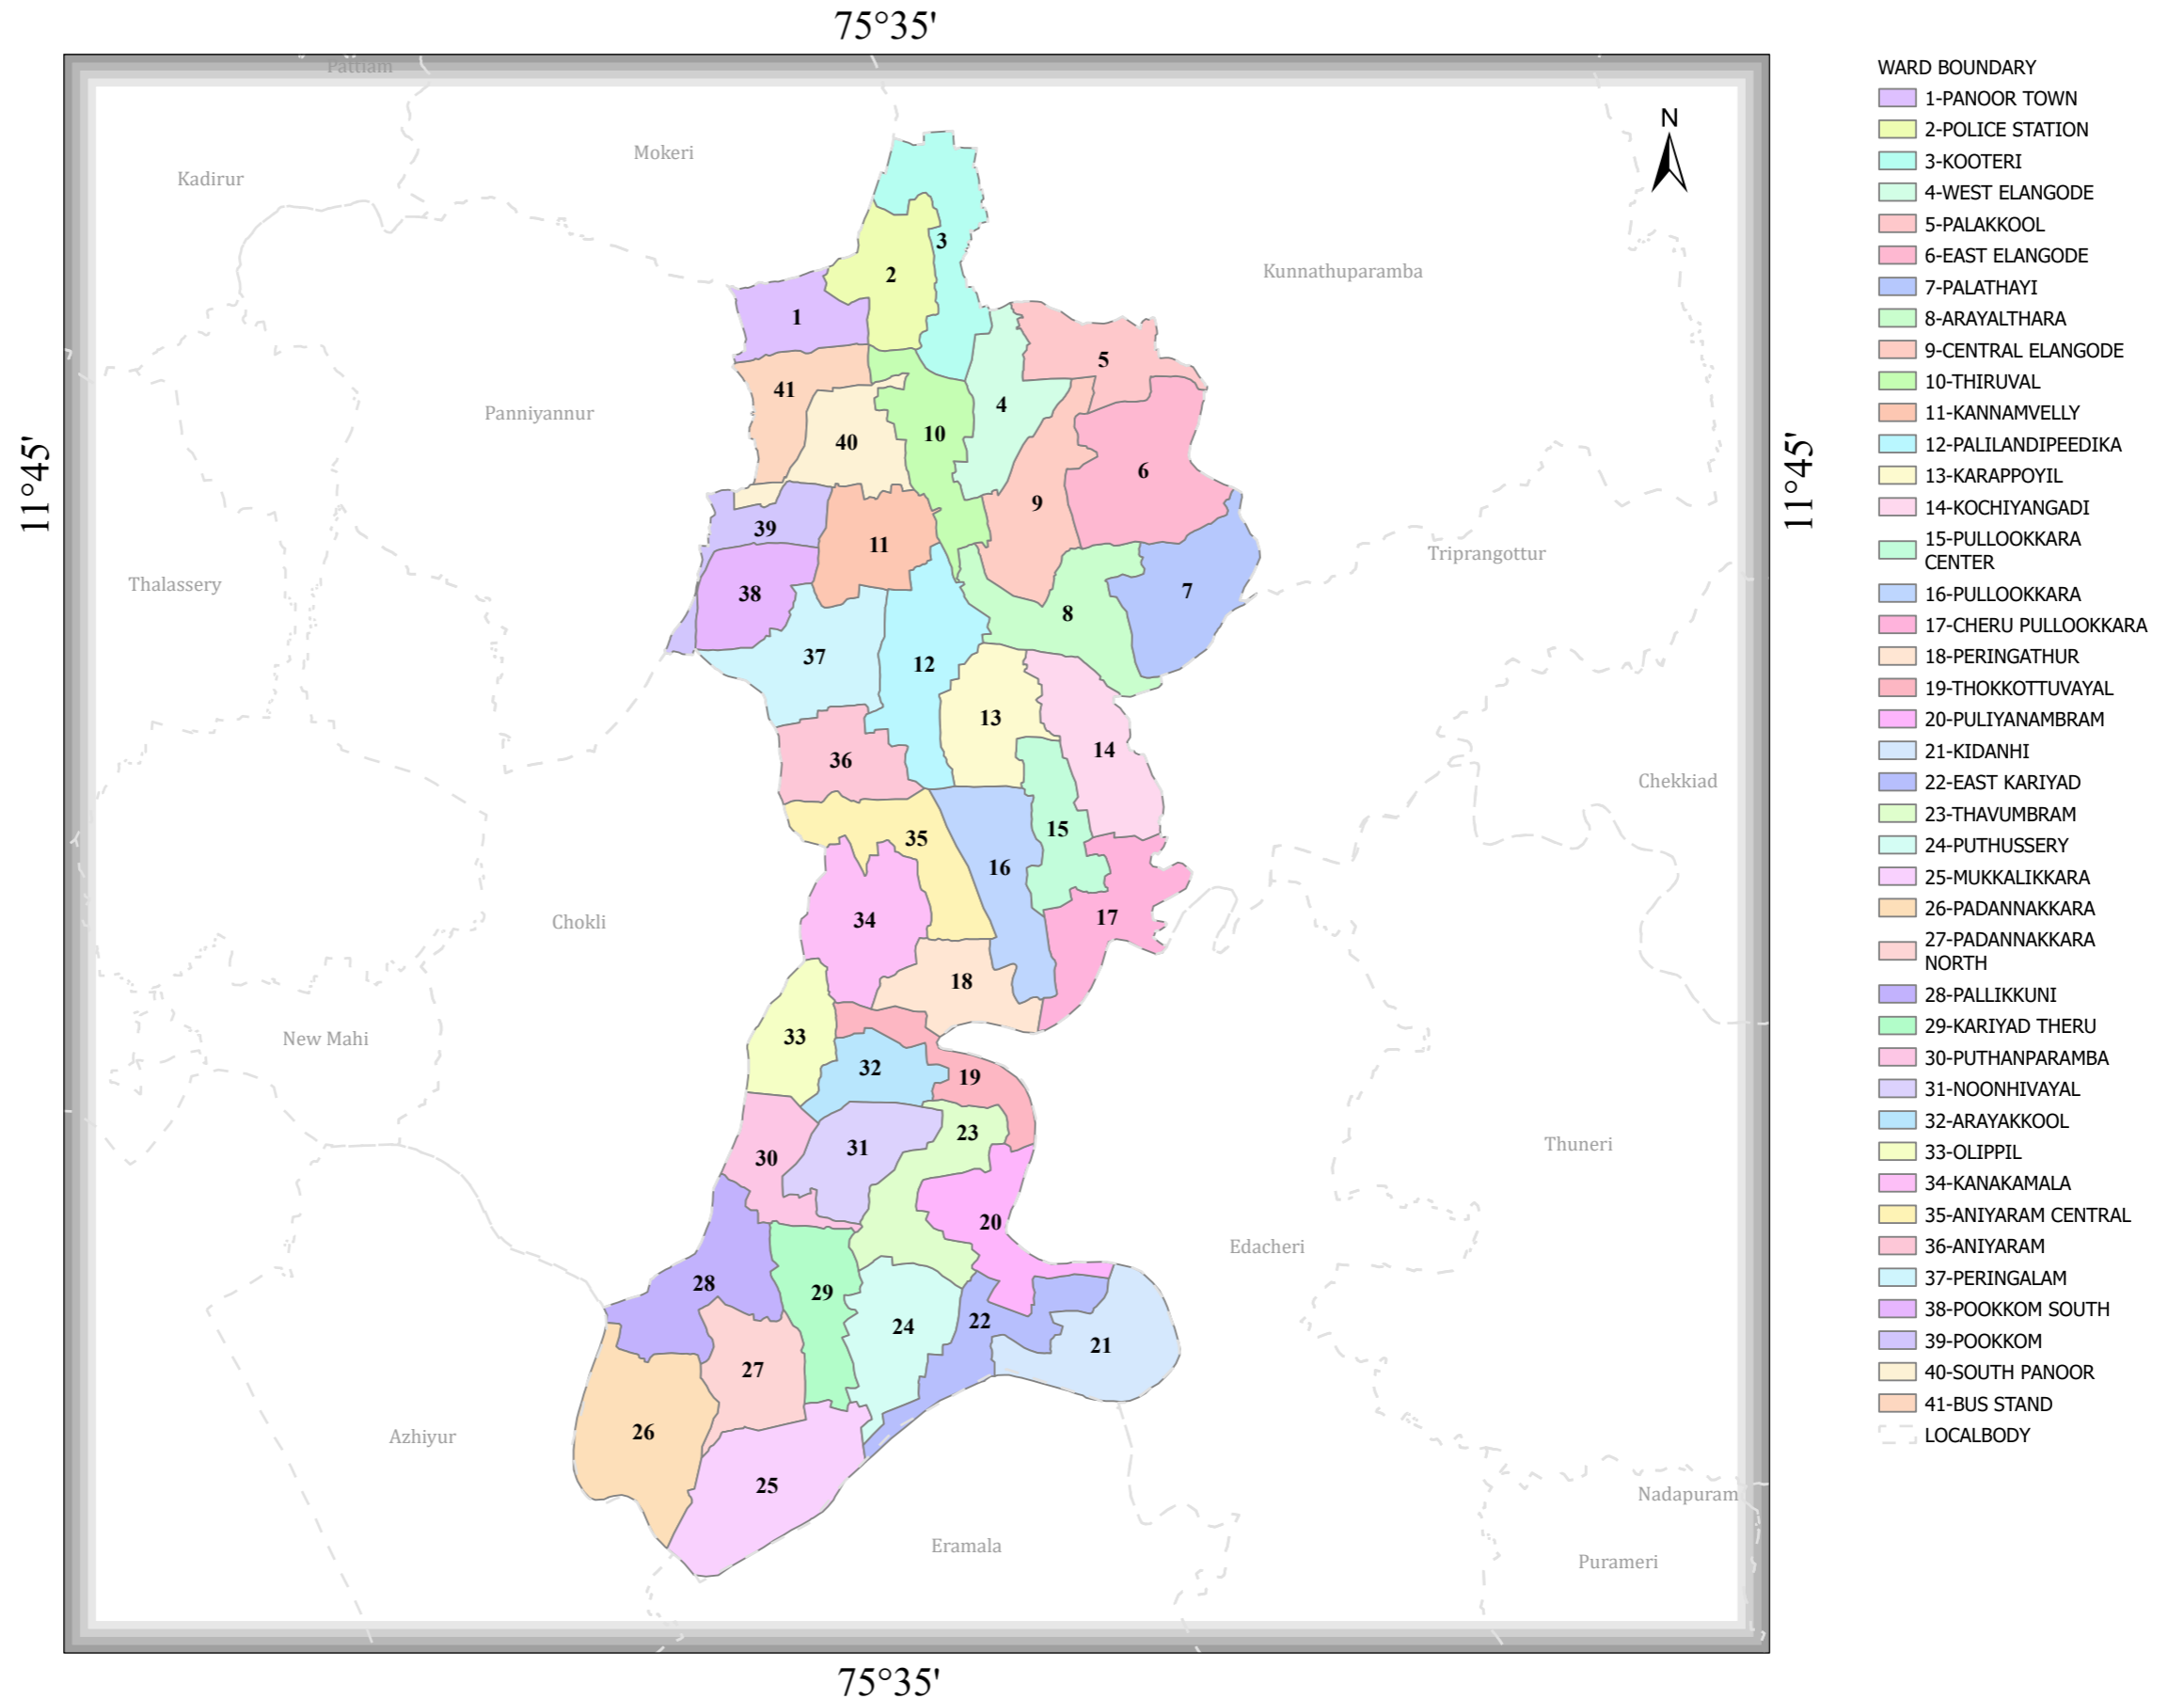 75°35'
Pattiam
Mokeri
Kadirur
N
3
2
Kunnathuparamba
1
5
41
4
Panniyannur
10
40
6
9
39
11
Triprangottur
Thalassery
38
7
8
37
12
13
14
36
Chekkiad
15
35
16
34
17
Chokli
18
33
New Mahi
32
19
23
31
30
Thuneri
20
Edacheri
28
29
22
24
21
27
26
Azhiyur
25
Nadapuram
Eramala
Purameri
11°45'
11°45'
75°35'
WARD BOUNDARY
1-PANOOR TOWN
2-POLICE STATION
3-KOOTERI
4-WEST ELANGODE
5-PALAKKOOL
6-EAST ELANGODE
7-PALATHAYI
8-ARAYALTHARA
9-CENTRAL ELANGODE
10-THIRUVAL
11-KANNAMVELLY
12-PALILANDIPEEDIKA
13-KARAPPOYIL
14-KOCHIYANGADI
15-PULLOOKKARA
CENTER
16-PULLOOKKARA
17-CHERU PULLOOKKARA
18-PERINGATHUR
19-THOKKOTTUVAYAL
20-PULIYANAMBRAM
21-KIDANHI
22-EAST KARIYAD
23-THAVUMBRAM
24-PUTHUSSERY
25-MUKKALIKKARA
26-PADANNAKKARA
27-PADANNAKKARA
NORTH
28-PALLIKKUNI
29-KARIYAD THERU
30-PUTHANPARAMBA
31-NOONHIVAYAL
32-ARAYAKKOOL
33-OLIPPIL
34-KANAKAMALA
35-ANIYARAM CENTRAL
36-ANIYARAM
37-PERINGALAM
38-POOKKOM SOUTH
39-POOKKOM
40-SOUTH PANOOR
41-BUS STAND
LOCALBODY